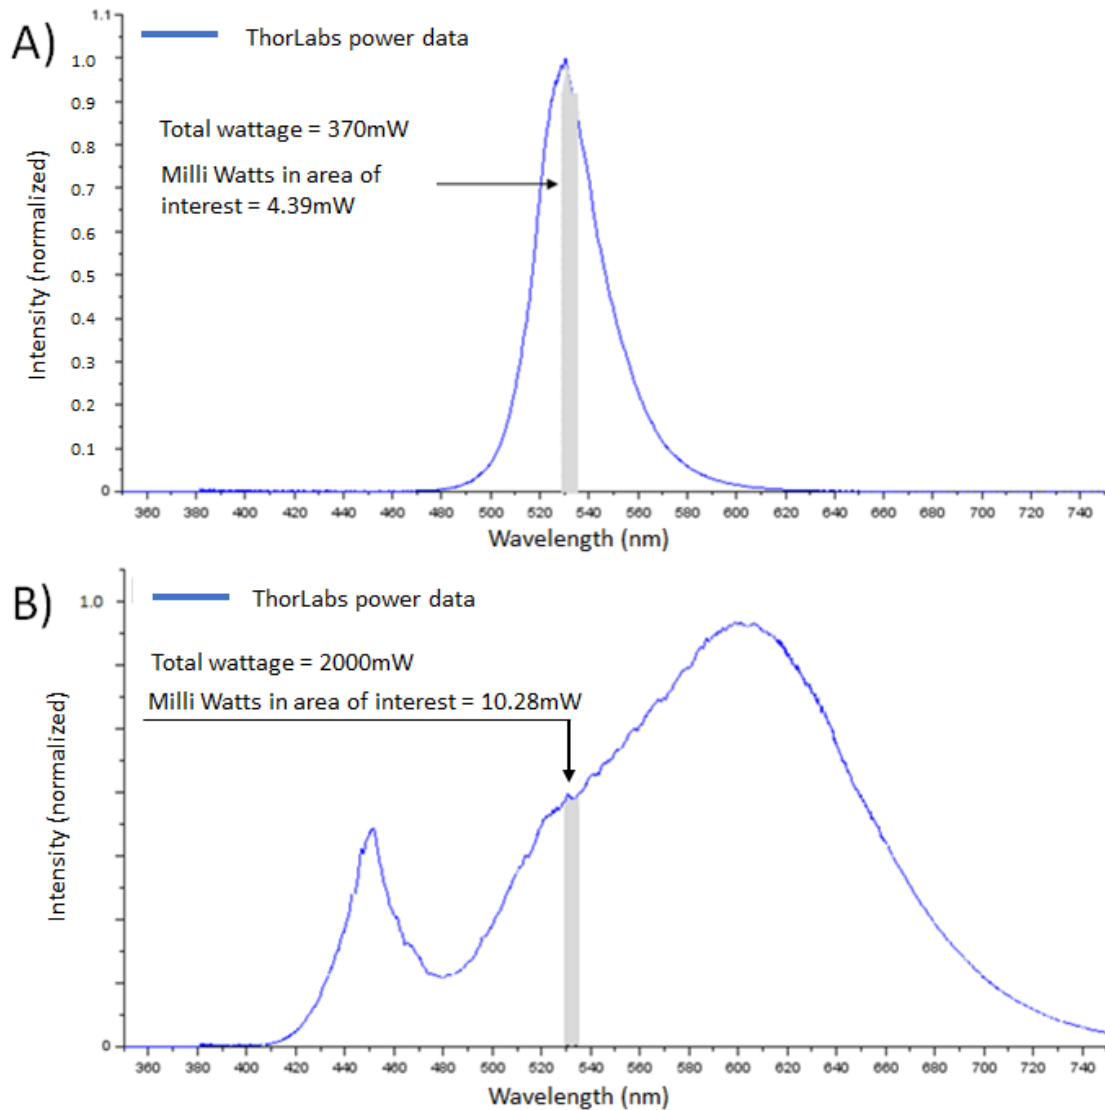 A)
ThorLabs power data
Total wattage = 370mW
Milli Watts in area of
interest = 4.39mW
Intensity (normalized)
1.1
1.0
0.9
0.8
0.7
0.6
0.5
0.4
0.3
0.2
0.1
0
360 380 400 420 440 460 480 500 520 540 560 580 600 620 640 660 680 700 720 740
Wavelength (nm)
B)
ThorLabs power data
Total wattage = 2000mW
Milli Watts in area of interest = 10.28mW
Intensity (normalized)
1.0
0
360 380 400 420 440 460 480 500 520 540 560 580 600 620 640 660 680 700 720 740
Wavelength (nm)